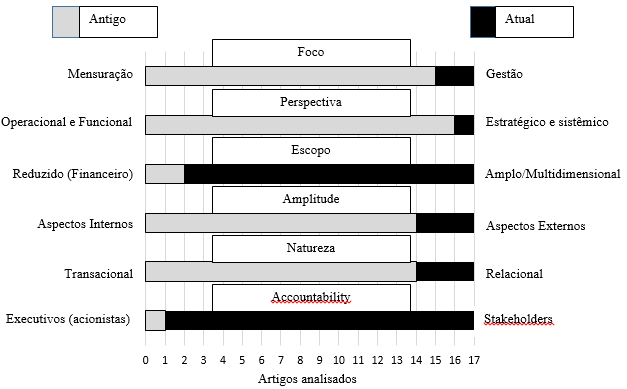 Antigo
Atual
Foco
Mensuração
Gestão
Perspectiva
Operacional e Funcional
Estratégico e sistêmico
Escopo
Reduzido (Financeiro)
Amplo/Multidimensional
Amplitude
Aspectos Internos
Aspectos Externos
Natureza
Transacional
Relacional
Accountability
Executivos (acionistas)
Stakeholders
0 1 2 3 4 5 6 7 8 9 10 11 12 13 14 15 16 17
Artigos analisados